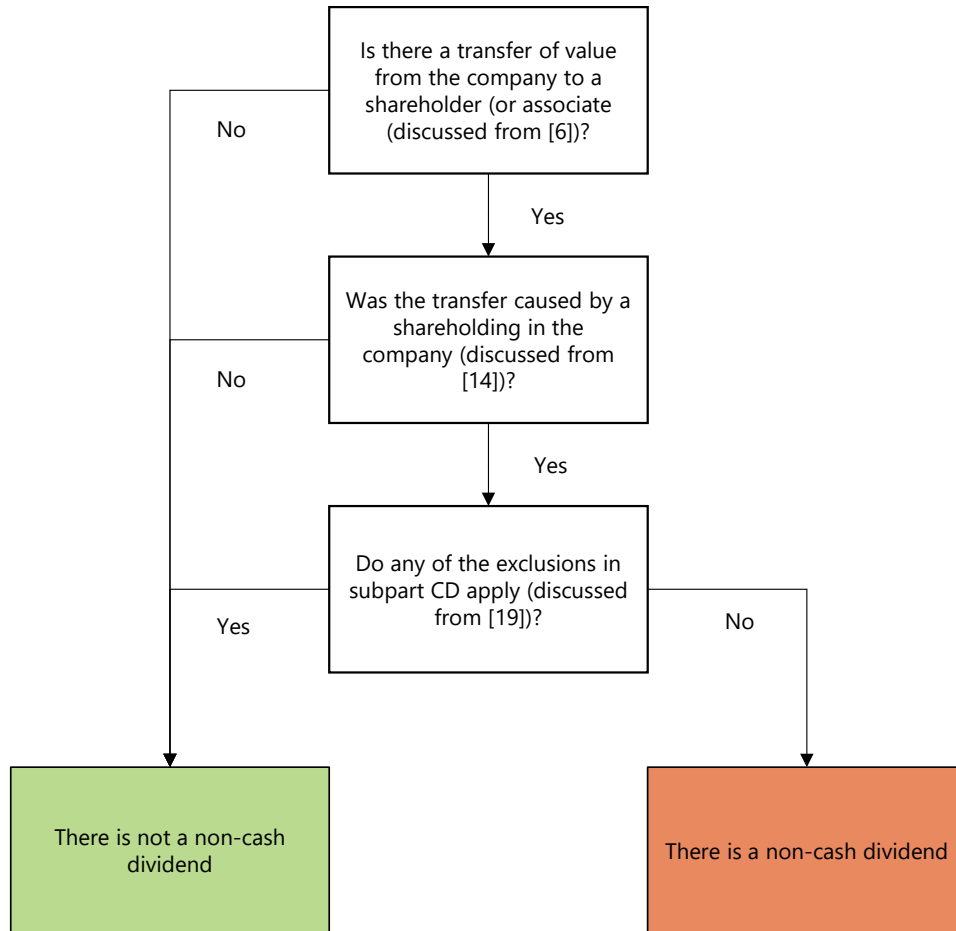 Is there a transfer of value
from the company to a
shareholder (or associate
(discussed from [6])?
No
Yes
Was the transfer caused by a
shareholding in the
company (discussed from
[14])?
No
Yes
Do any of the exclusions in
subpart CD apply (discussed
from [19])?
Yes
No
There is not a non-cash
dividend
There is a non-cash dividend